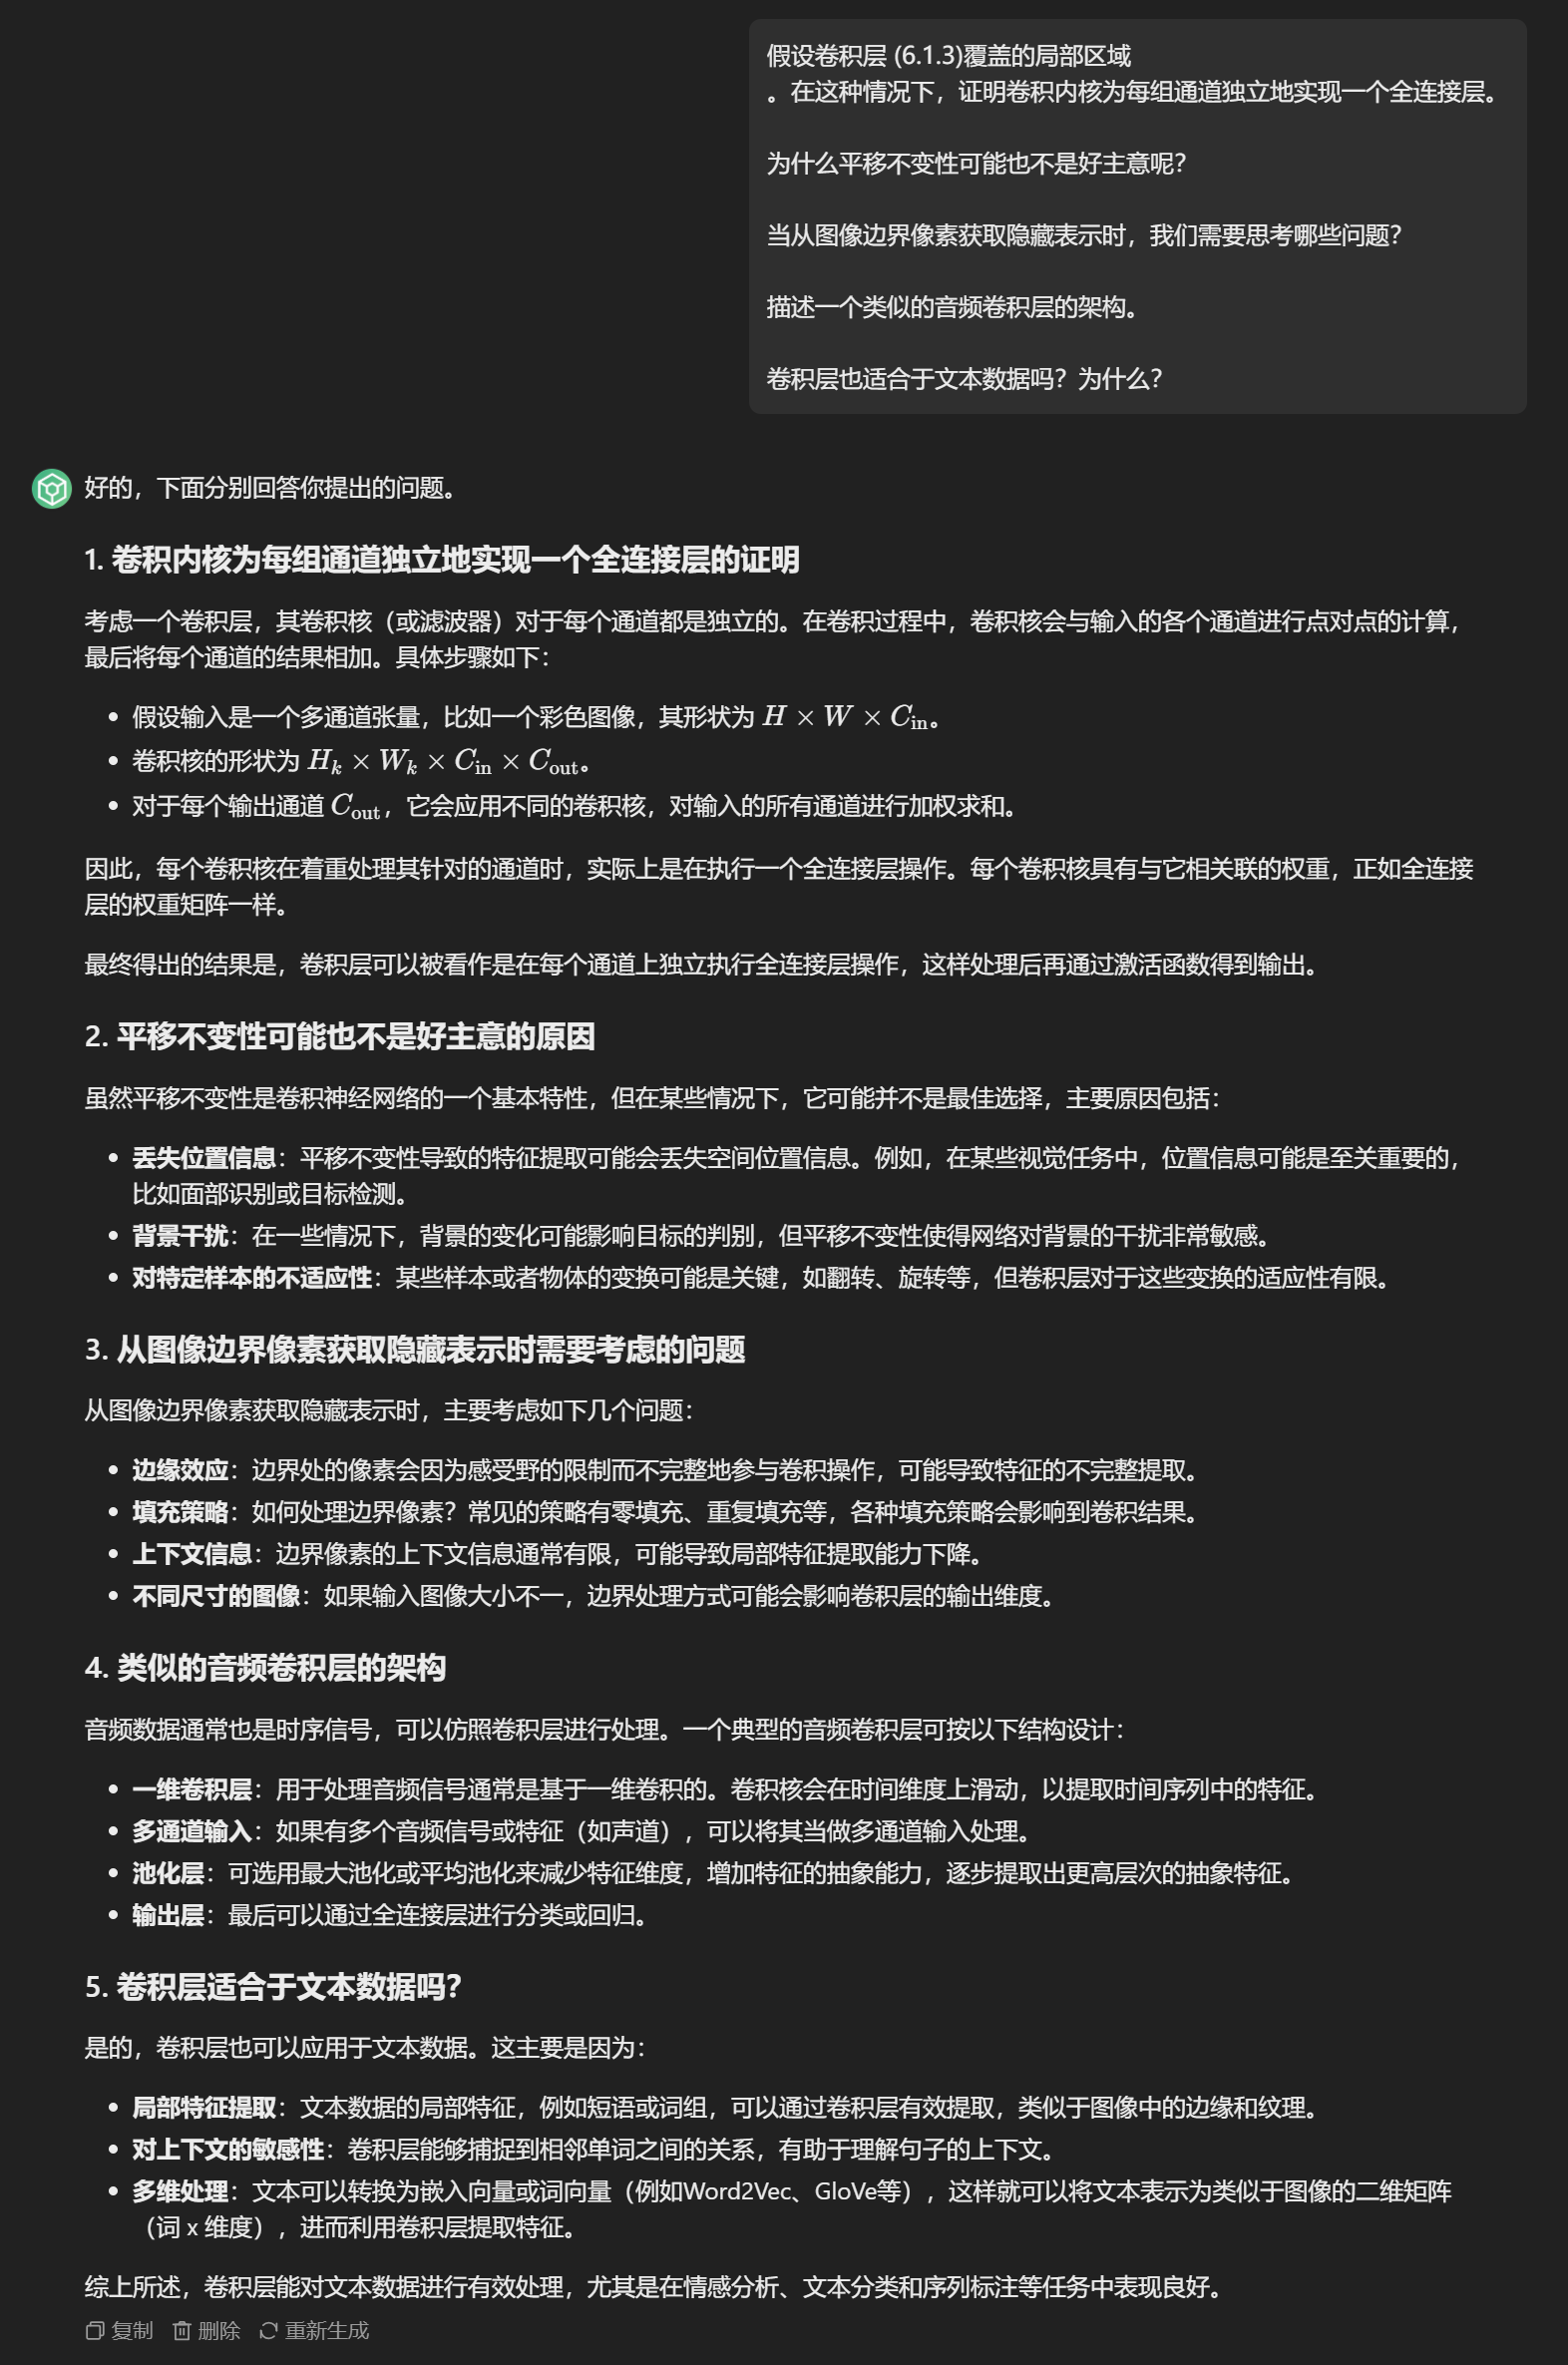 假设卷积层 (6.1.3)覆盖的局部区域
。在这种情况下，证明卷积内核为每组通道独立地实现一个全连接层。
为什么平移不变性可能也不是好主意呢？
当从图像边界像素获取隐藏表示时，我们需要思考哪些问题？
描述一个类似的音频卷积层的架构。
卷积层也适合于文本数据吗？为什么？
好的，下面分别回答你提出的问题。
1. 卷积内核为每组通道独立地实现一个全连接层的证明
考虑一个卷积层，其卷积核（或滤波器）对于每个通道都是独立的。在卷积过程中，卷积核会与输入的各个通道进行点对点的计算，
最后将每个通道的结果相加。具体步骤如下：
• 假设输入是一个多通道张量，比如一个彩色图像，其形状为 $H \times W \times C_{\text{in}}$。
• 卷积核的形状为 $H_k \times W_k \times C_{\text{in}} \times C_{\text{out}}$。
• 对于每个输出通道 $C_{\text{out}}$，它会应用不同的卷积核，对输入的所有通道进行加权求和。
因此，每个卷积核在着重处理其针对的通道时，实际上是在执行一个全连接层操作。每个卷积核具有与它相关联的权重，正如全连接
层的权重矩阵一样。
最终得出的结果是，卷积层可以被看作是在每个通道上独立执行全连接层操作，这样处理后再通过激活函数得到输出。
2. 平移不变性可能也不是好主意的原因
虽然平移不变性是卷积神经网络的一个基本特性，但在某些情况下，它可能并不是最佳选择，主要原因包括：
• 丢失位置信息：平移不变性导致的特征提取可能会丢失空间位置信息。例如，在某些视觉任务中，位置信息可能是至关重要的，
比如面部识别或目标检测。
• 背景干扰：在一些情况下，背景的变化可能影响目标的判别，但平移不变性使得网络对背景的干扰非常敏感。
• 对特定样本的不适应性：某些样本或者物体的变换可能是关键，如翻转、旋转等，但卷积层对于这些变换的适应性有限。
3. 从图像边界像素获取隐藏表示时需要考虑的问题
从图像边界像素获取隐藏表示时，主要考虑如下几个问题：
• 边缘效应：边界处的像素会因为感受野的限制而不完整地参与卷积操作，可能导致特征的不完整提取。
• 填充策略：如何处理边界像素？常见的策略有零填充、重复填充等，各种填充策略会影响到卷积结果。
• 上下文信息：边界像素的上下文信息通常有限，可能导致局部特征提取能力下降。
• 不同尺寸的图像：如果输入图像大小不一，边界处理方式可能会影响卷积层的输出维度。
4. 类似的音频卷积层的架构
音频数据通常也是时序信号，可以仿照卷积层进行处理。一个典型的音频卷积层可按以下结构设计：
• 一维卷积层：用于处理音频信号通常是基于一维卷积的。卷积核会在时间维度上滑动，以提取时间序列中的特征。
• 多通道输入：如果有多个音频信号或特征（如声道），可以将其当做多通道输入处理。
• 池化层：可选用最大池化或平均池化来减少特征维度，增加特征的抽象能力，逐步提取出更高层次的抽象特征。
• 输出层：最后可以通过全连接层进行分类或回归。
5. 卷积层适合于文本数据吗？
是的，卷积层也可以应用于文本数据。这主要是因为：
• 局部特征提取：文本数据的局部特征，例如短语或词组，可以通过卷积层有效提取，类似于图像中的边缘和纹理。
• 对上下文的敏感性：卷积层能够捕捉到相邻单词之间的关系，有助于理解句子的上下文。
• 多维处理：文本可以转换为嵌入向量或词向量（例如Word2Vec、GloVe等），这样就可以将文本表示为类似于图像的二维矩阵
（词 x 维度），进而利用卷积层提取特征。
综上所述，卷积层能对文本数据进行有效处理，尤其是在情感分析、文本分类和序列标注等任务中表现良好。
复制 删除 重新生成